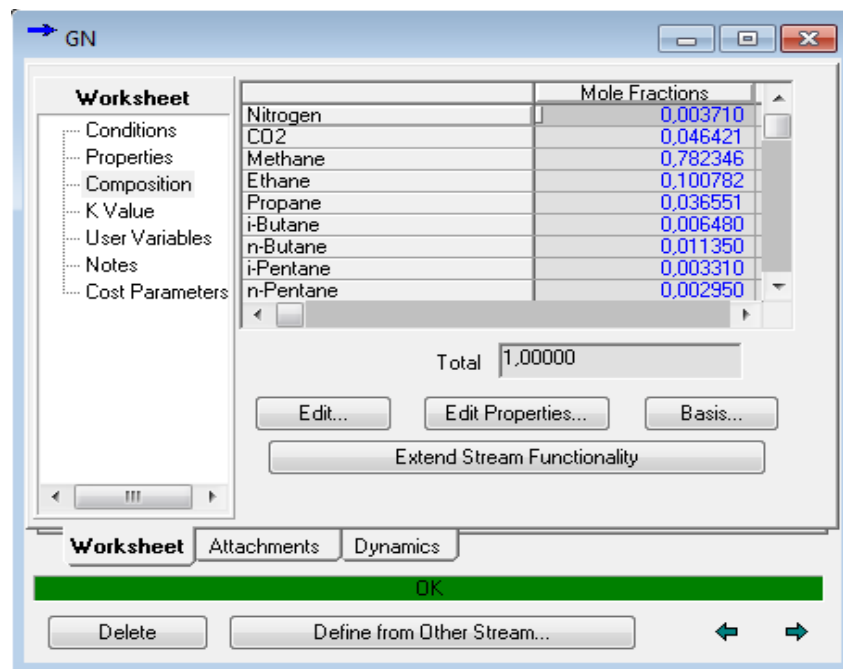 GN
Worksheet
Conditions
Properties
Composition
K Value
User Variables
Notes
Cost Parameters
Mole Fractions
Nitrogen 0,003710
CO2 0,046421
Methane 0,782346
Ethane 0,100782
Propane 0,036551
i-Butane 0,006480
n-Butane 0,011350
i-Pentane 0,003310
n-Pentane 0,002950
Total 1,00000
Edit... Edit Properties... Basis...
Extend Stream Functionality
Worksheet Attachments Dynamics
OK
Delete Define from Other Stream...